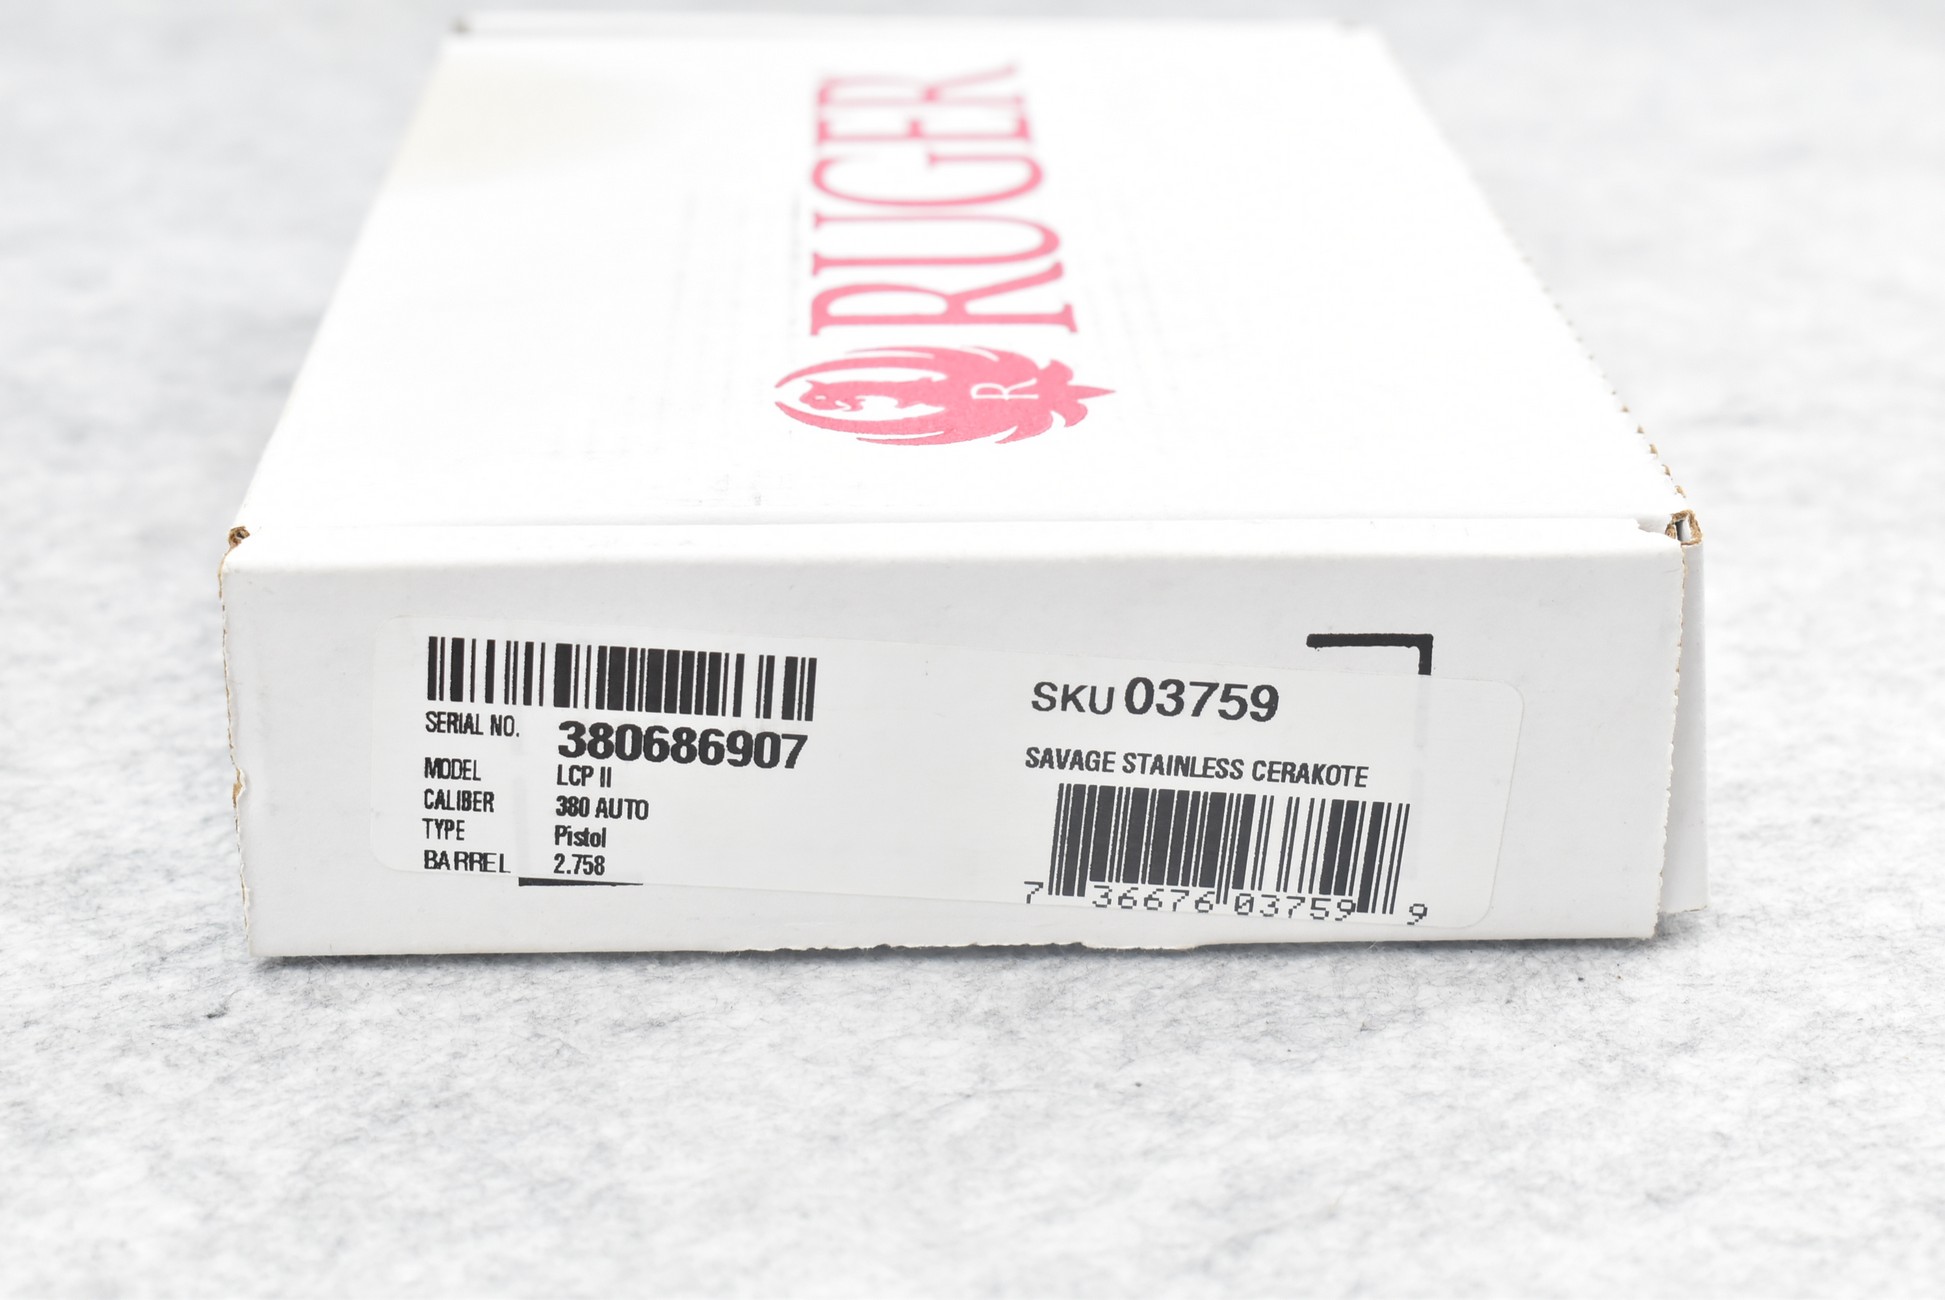 RUGER
R
SERIAL NO. 380686907
MODEL LCP II
CALIBER 380 AUTO
TYPE Pistol
BARREL 2.758
SKU 03759
SAVAGE STAINLESS CERAKOTE
7 36676 03759 9